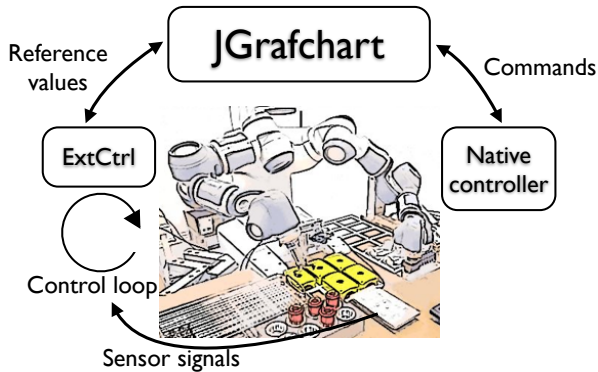 JGrafchart
Reference
values
Commands
ExtCtrl
Native
controller
Control loop
Sensor signals